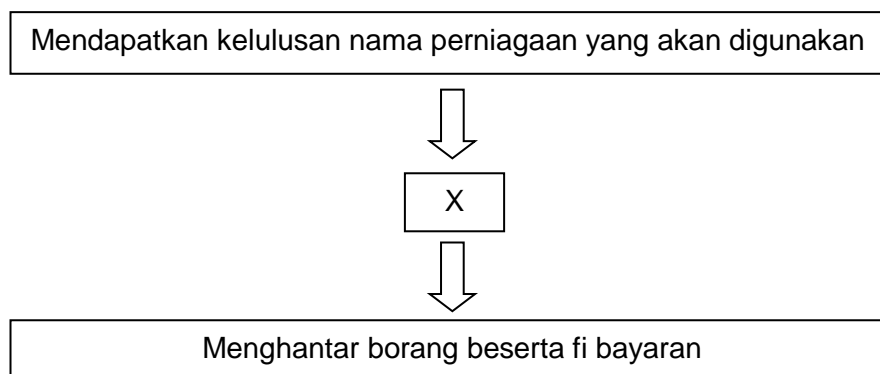 Mendapatkan kelulusan nama perniagaan yang akan digunakan
X
Menghantar borang beserta fi bayaran